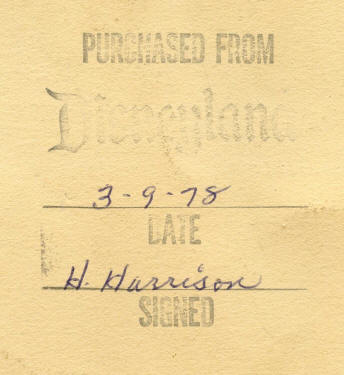 PURCHASED FROM
Disneyland
3-9-78
DATE
H. Harrison
SIGNED